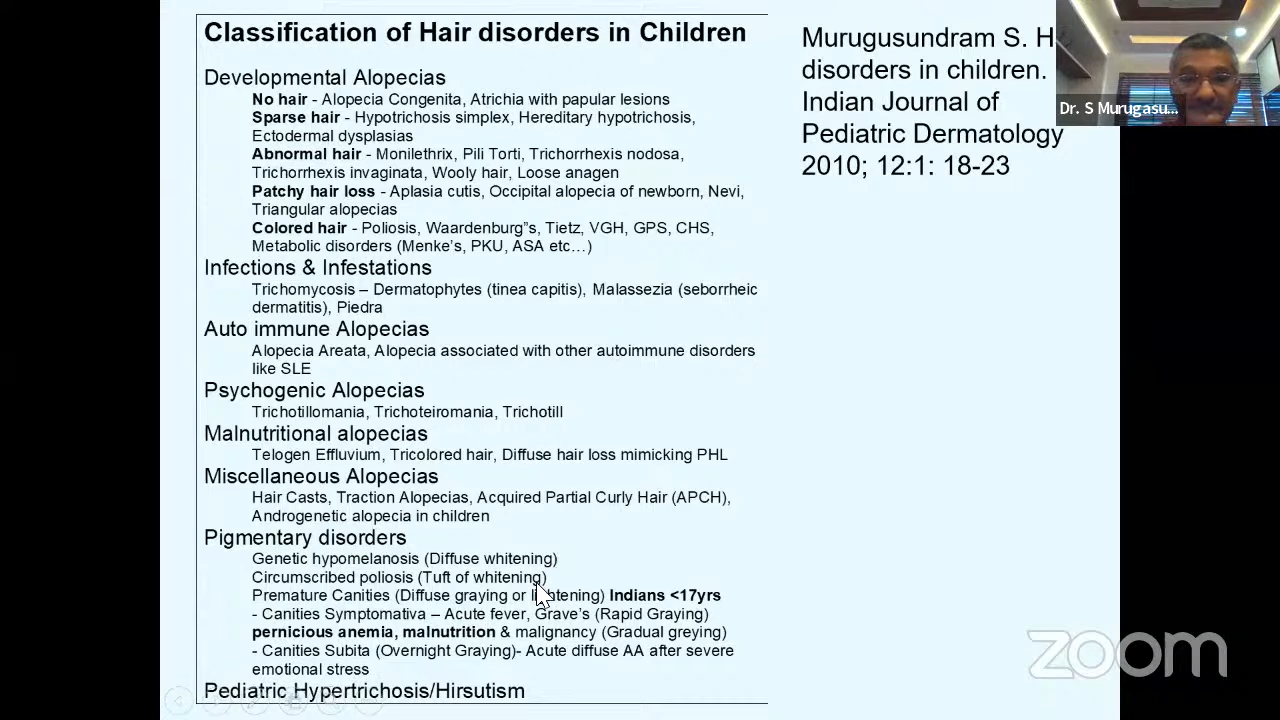 Classification of Hair disorders in Children
Developmental Alopecias
No hair - Alopecia Congenita, Atrichia with papular lesions
Sparse hair - Hypotrichosis simplex, Hereditary hypotrichosis,
Ectodermal dysplasias
Abnormal hair - Monilethrix, Pili Torti, Trichorrhexis nodosa,
Trichorrhexis invaginata, Wooly hair, Loose anagen
Patchy hair loss - Aplasia cutis, Occipital alopecia of newborn, Nevi,
Triangular alopecias
Colored hair - Poliosis, Waardenburg"s, Tietz, VGH, GPS, CHS,
Metabolic disorders (Menke's, PKU, ASA etc…)
Infections & Infestations
Trichomycosis – Dermatophytes (tinea capitis), Malassezia (seborrheic
dermatitis), Piedra
Auto immune Alopecias
Alopecia Areata, Alopecia associated with other autoimmune disorders
like SLE
Psychogenic Alopecias
Trichotillomania, Trichoteiromania, Trichotill
Malnutritional alopecias
Telogen Effluvium, Tricolored hair, Diffuse hair loss mimicking PHL
Miscellaneous Alopecias
Hair Casts, Traction Alopecias, Acquired Partial Curly Hair (APCH),
Androgenetic alopecia in children
Pigmentary disorders
Genetic hypomelanosis (Diffuse whitening)
Circumscribed poliosis (Tuft of whitening)
Premature Canities (Diffuse graying or Indians <17yrs
- Canities Symptomativa – Acute fever, Grave's (Rapid Graying)
pernicious anemia, malnutrition & malignancy (Gradual greying)
- Canities Subita (Overnight Graying)- Acute diffuse AA after severe
emotional stress
Pediatric Hypertrichosis/Hirsutism
Murugusundram S. H
disorders in children.
Indian Journal of
Pediatric Dermatology
2010; 12:1: 18-23
Dr. S Murugasu...
zoom